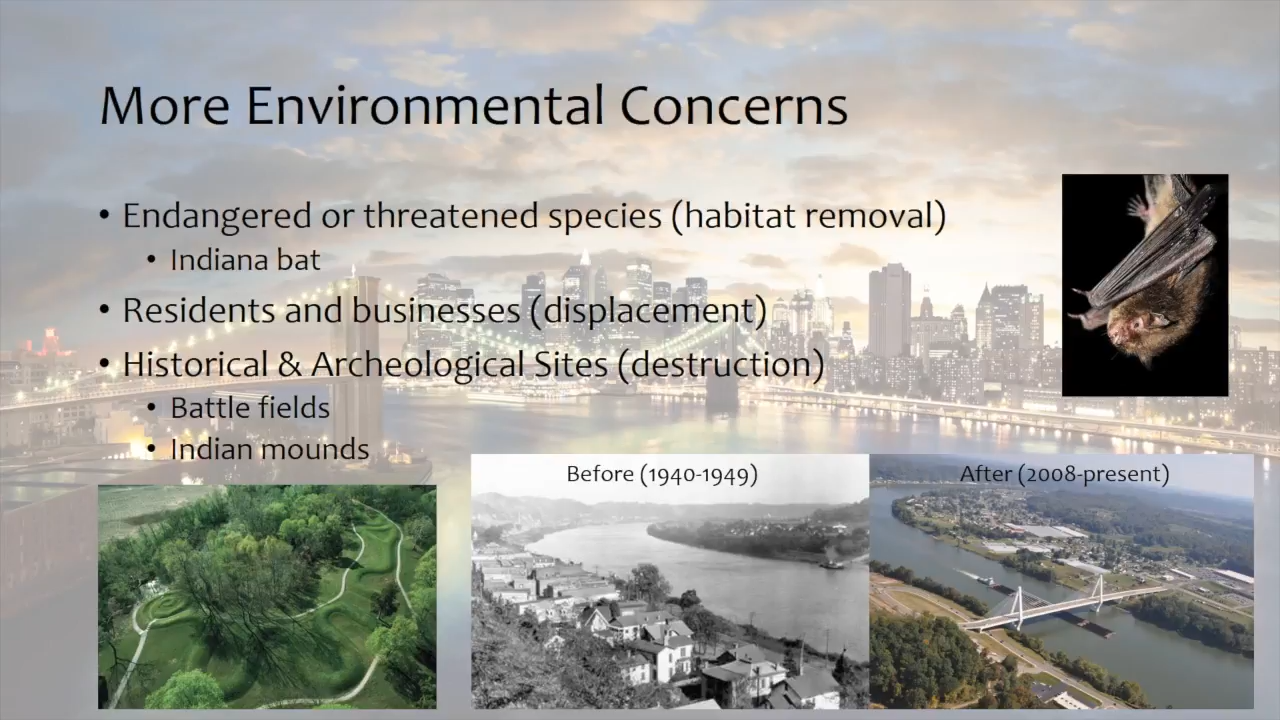 More Environmental Concerns
• Endangered or threatened species (habitat removal)
• Indiana bat
• Residents and businesses (displacement)
• Historical & Archeological Sites (destruction)
• Battle fields
• Indian mounds
Before (1940-1949)
After (2008-present)